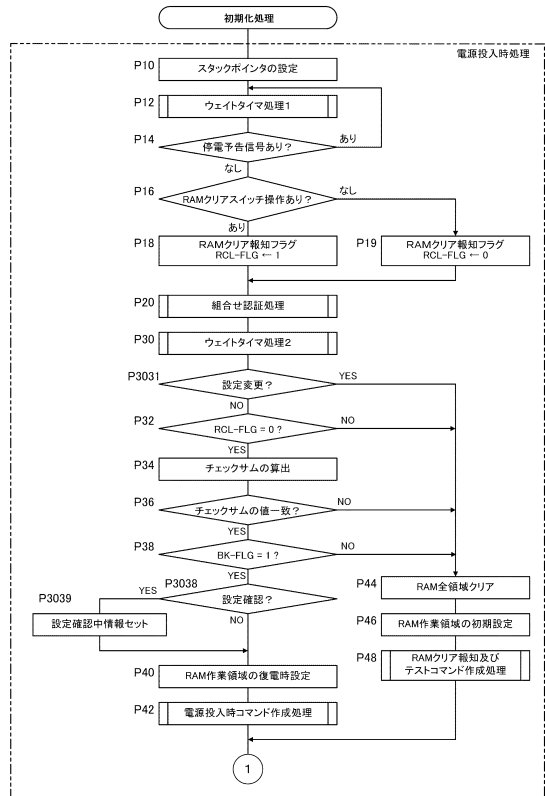 初期化処理
電源投入時処理
P10
スタックポインタの設定
P12
ウェイトタイマ処理1
P14
停電予告信号あり？
あり
なし
P16
RAMクリアスイッチ操作あり？
なし
あり
P18
RAMクリア報知フラグ
RCL-FLG ← 1
P19
RAMクリア報知フラグ
RCL-FLG ← 0
P20
組合せ認証処理
P30
ウェイトタイマ処理2
P3031
設定変更？
YES
NO
P32
RCL-FLG = 0 ?
NO
YES
P34
チェックサムの算出
P36
チェックサムの値一致？
NO
YES
P38
BK-FLG = 1 ?
NO
YES
P3038
設定確認？
YES
NO
P3039
設定確認中情報セット
P44
RAM全領域クリア
P46
RAM作業領域の初期設定
P48
RAMクリア報知及び
テストコマンド作成処理
P40
RAM作業領域の復電時設定
P42
電源投入時コマンド作成処理
1